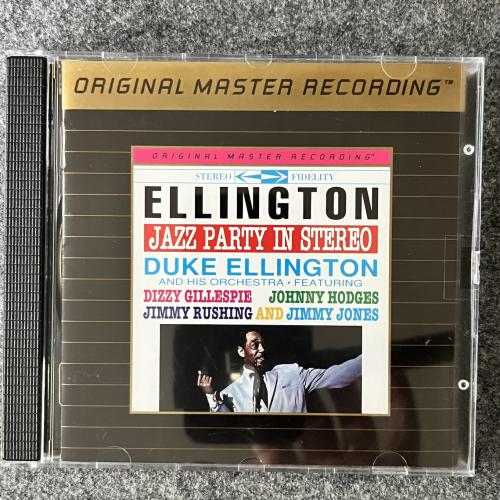 ORIGINAL MASTER RECORDING™
ORIGINAL MASTER RECORDING™
STEREO FIDELITY
ELLINGTON
JAZZ PARTY IN STEREO
DUKE ELLINGTON
AND HIS ORCHESTRA • FEATURING
DIZZY GILLESPIE JOHNNY HODGES
JIMMY RUSHING AND JIMMY JONES